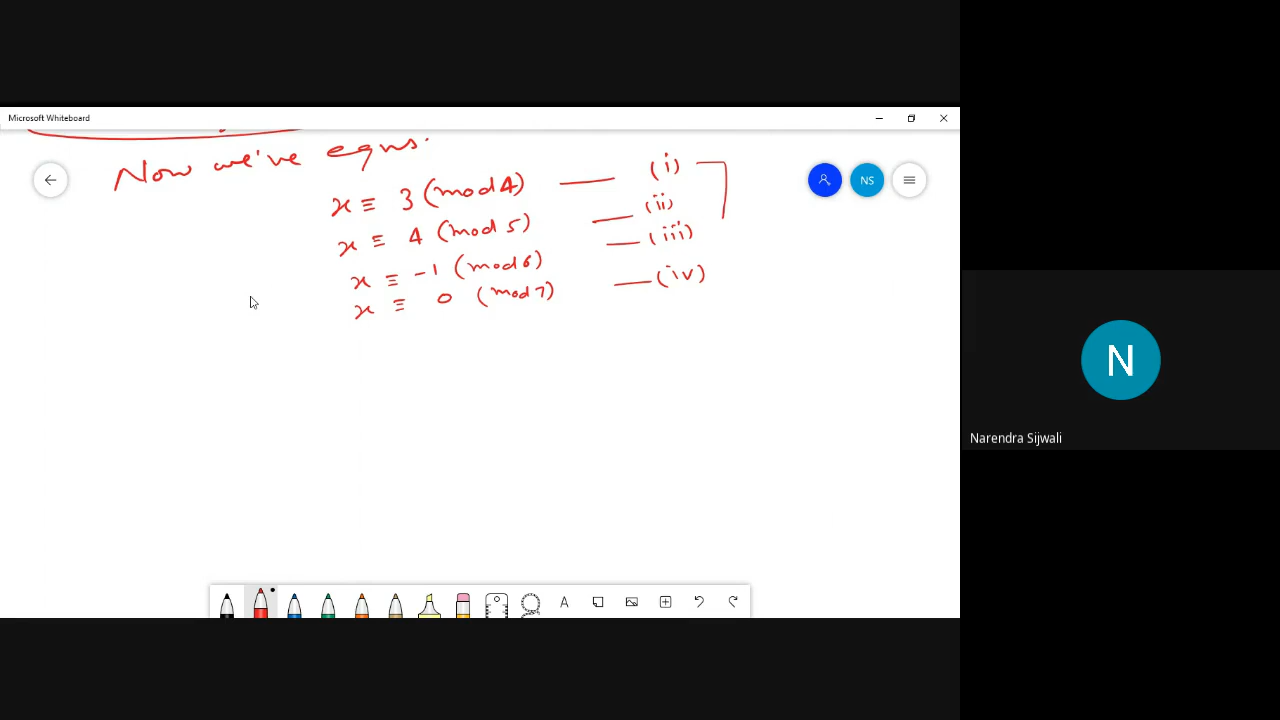 Microsoft Whiteboard
Now we've eqns.
x ≡ 3 (mod 4) —— (i)
x ≡ 4 (mod 5) —— (ii)
x ≡ -1 (mod 6) —— (iii)
x ≡ 0 (mod 7) —— (iv)
NS
N
Narendra Sijwali
A